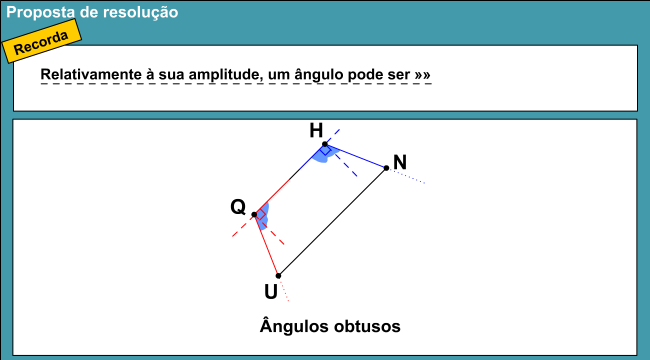 Proposta de resolução
Recorda
Relativamente à sua amplitude, um ângulo pode ser »»
H
N
Q
U
Ângulos obtusos